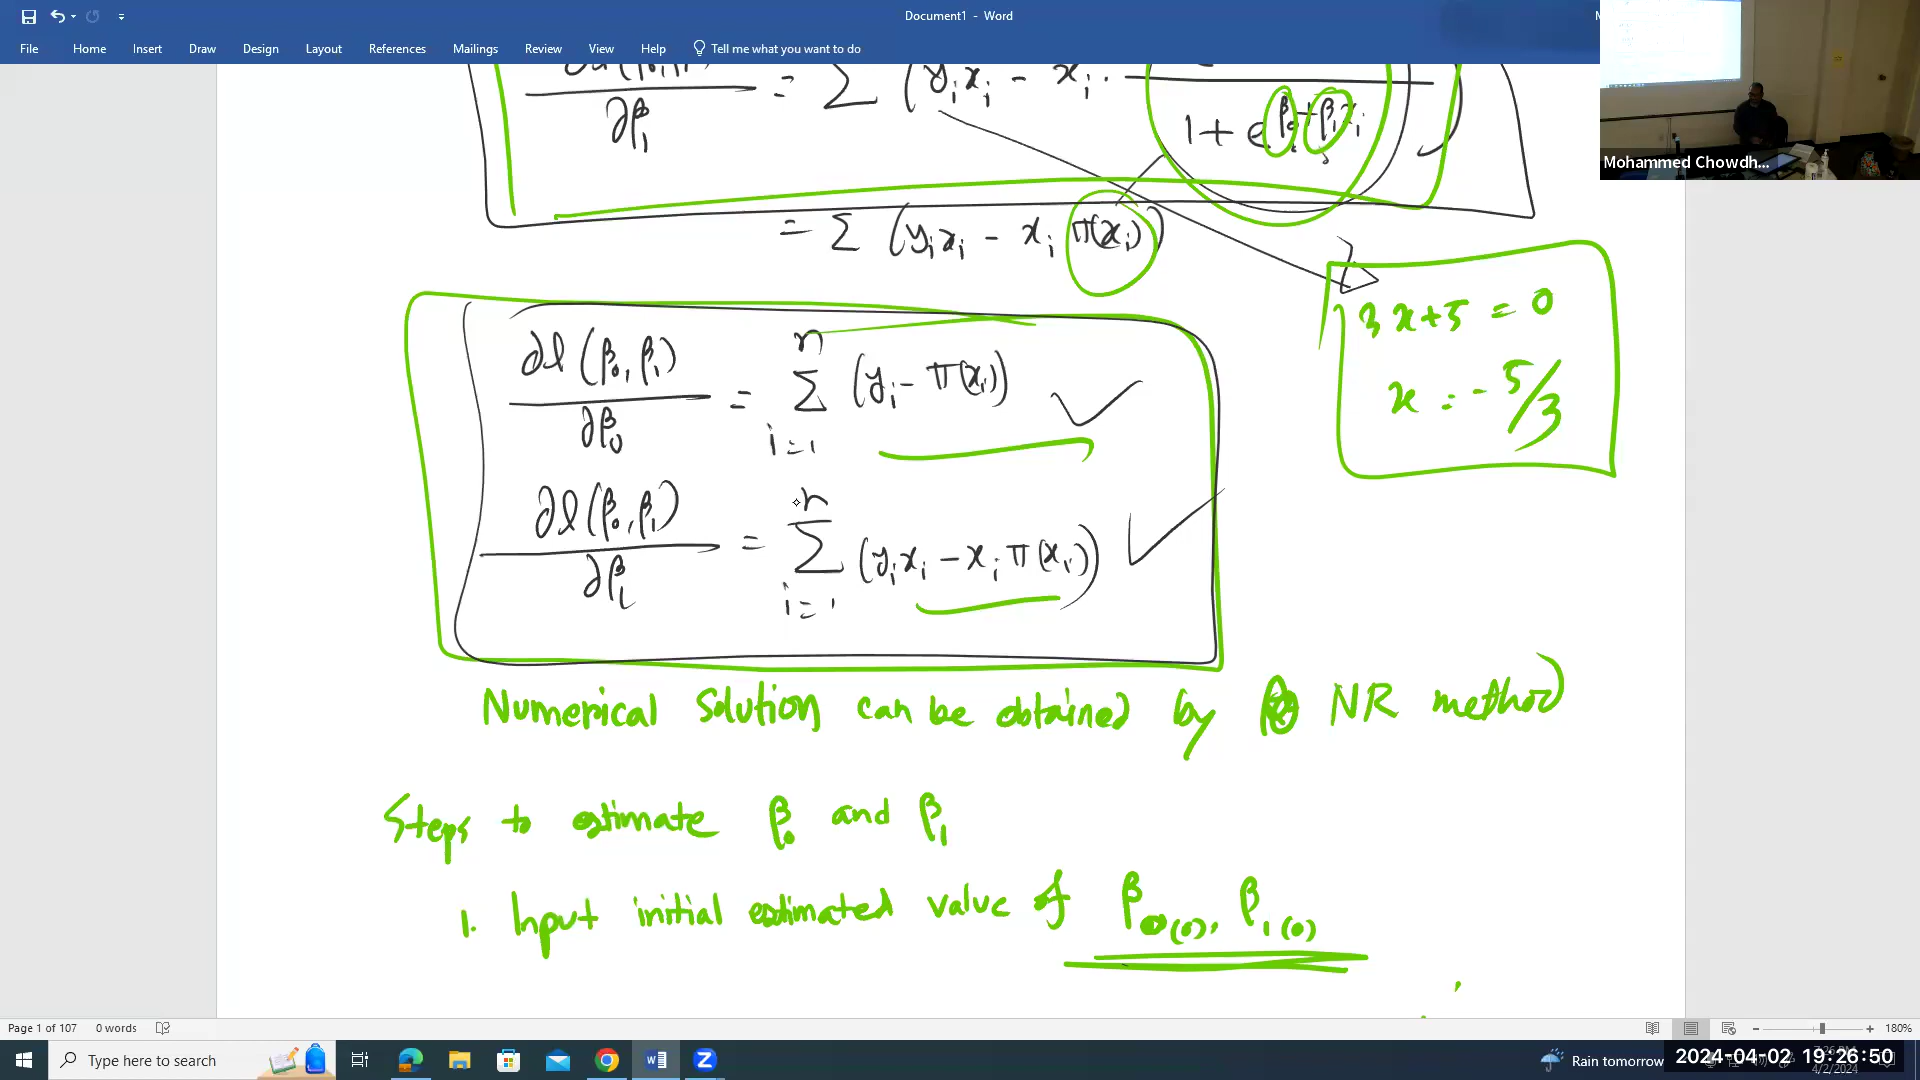 Document1 - Word
File Home Insert Draw Design Layout References Mailings Review View Help Tell me what you want to do
∂β₁ = Σ (yᵢxᵢ - xᵢ · 1 + e^β₀+β₁xᵢ)
= Σ (yᵢxᵢ - xᵢ π(xᵢ))
Mohammed Chowdh...
3x+5 = 0
x = - 5/3
∂l(β₀, β₁) / ∂β₀ = Σ n i=1 (yᵢ - π(xᵢ)) ✓
∂l(β₀, β₁) / ∂β₁ = Σ n i=1 (yᵢxᵢ - xᵢ π(xᵢ)) ✓
Numerical solution can be obtained by NR method
Steps to estimate β₀ and β₁
1. Input initial estimated value of β₀₍₀₎, β₁₍₀₎
Page 1 of 107 0 words 180%
Type here to search Rain tomorrow
2024-04-02 19:26:50
4/2/2024